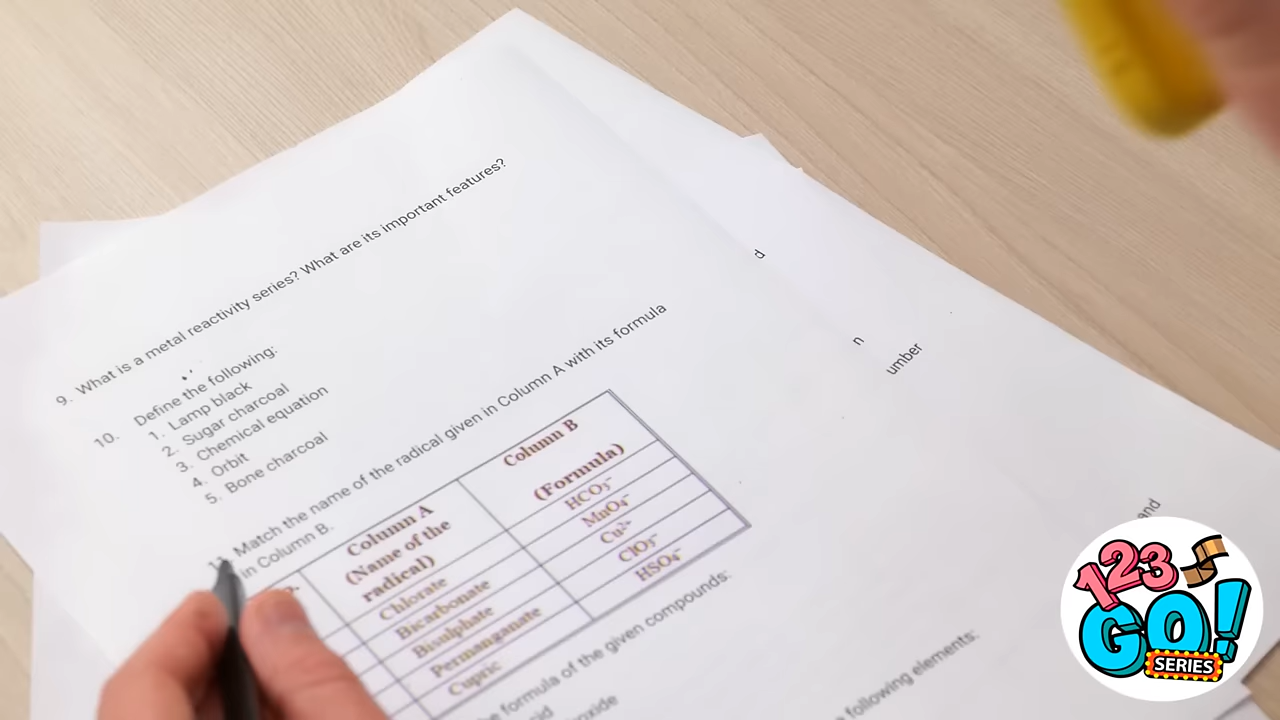 9. What is a metal reactivity series? What are its important features?
10. Define the following:
1. Lamp black
2. Sugar charcoal
3. Chemical equation
4. Orbit
5. Bone charcoal
Match the name of the radical given in Column A with its formula
in Column B.
Column A
(Name of the
radical)
Column B
(Formula)
Chlorate
HCO₃⁻
Bicarbonate
MnO₄⁻
Bisulphate
Cu²⁺
Permanganate
ClO₃⁻
Cupric
HSO₄⁻
formula of the given compounds:
following elements:
d
n
umber
and
123
GO!
SERIES